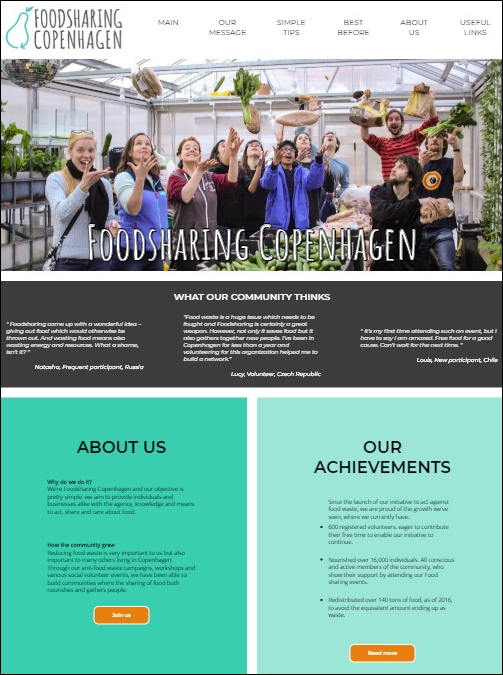 FOODSHARING
COPENHAGEN
MAIN
OUR
MESSAGE
SIMPLE
TIPS
BEST
BEFORE
ABOUT
US
USEFUL
LINKS
Foodsharing Copenhagen
WHAT OUR COMMUNITY THINKS
" Foodsharing came up with a wonderful idea –
giving out food which would otherwise be
thrown out. And wasting food means also
wasting energy and resources. What a shame,
isn't it? "
Natasha, Frequent participant, Russia
"Food waste is a huge issue which needs to be
fought and Foodsharing is certainly a great
weapon. However, not only it saves food but it
also gathers together new people. I've been in
Copenhagen for less than a year and
volunteering for this organization helped me to
build a network."
Lucy, Volunteer, Czech Republic
" It's my first time attending such an event, but I
have to say I am amazed. Free food for a good
cause. Can't wait for the next time. "
Louis, New participant, Chile
ABOUT US
Why do we do it?
We're Foodsharing Copenhagen and our objective is
pretty simple: we aim to provide individuals and
businesses alike with the agency, knowledge and means
to act, share and care about food.
How the community grew
Reducing food waste is very important to us but also
important to many others living in Copenhagen.
Through our anti-food waste campaigns, workshops and
various social volunteer events, we have been able to
build communities where the sharing of food both
nourishes and gathers people.
Join us
OUR
ACHIEVEMENTS
Since the launch of our initiative to act against
food waste, we are proud of the growth we've
seen, where we currently have:
• 600 registered volunteers, eager to contribute
their free time to enable our initiative to
continue.
• Nourished over 16,000 individuals. All conscious
and active members of the community, who
show their support by attending our Food
sharing events.
• Redistributed over 140 tons of food, as of 2016,
to avoid the equivalent amount ending up as
waste.
Read more